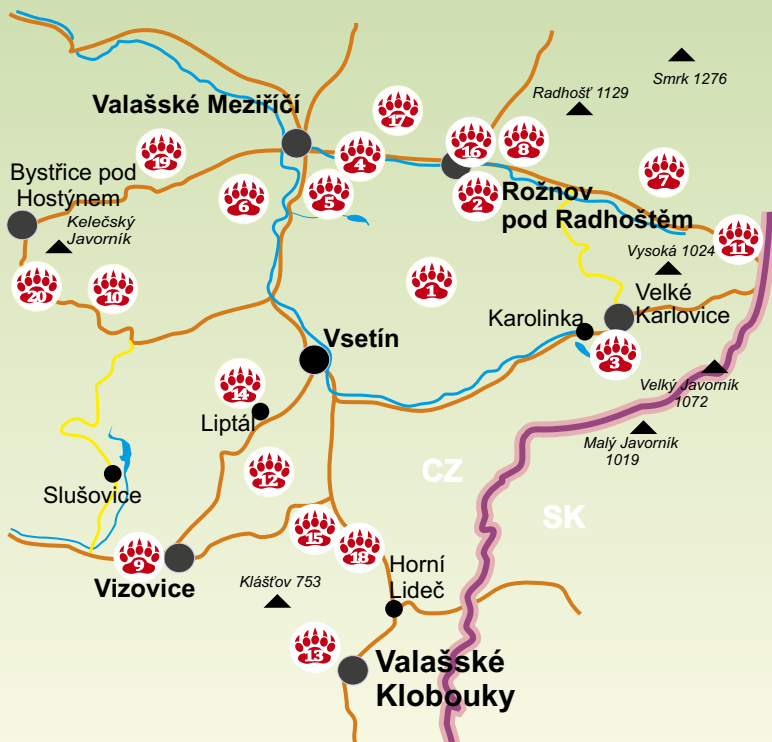 Smrk 1276
Radhošť 1129
Valašské Meziříčí
17
16
8
4
19
Bystřice pod
Hostýnem
7
Rožnov
pod Radhoštěm
2
5
6
Kelečský
Javorník
11
Vysoká 1024
20
10
1
Velké
Karlovice
Karolinka
Vsetín
3
Velký Javorník
1072
14
Liptál
Malý Javorník
1019
12
CZ
Slušovice
SK
15
18
9
Vizovice
Horní
Lideč
Klášťov 753
13
Valašské
Klobouky